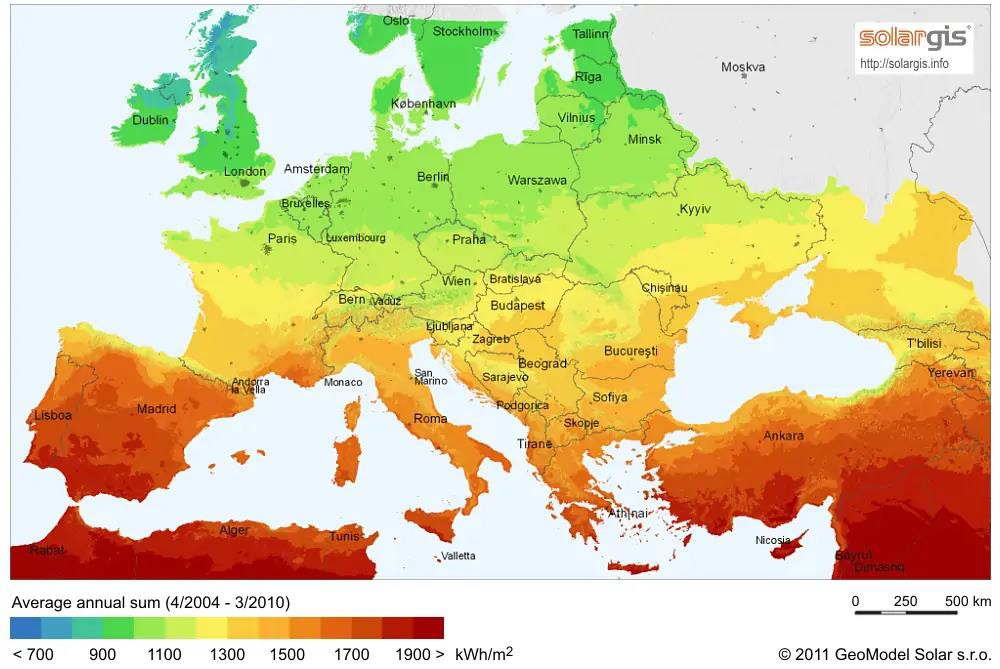 Oslo
Stockholm
Tallinn
solargis
http://solargis.info
Moskva
Rīga
København
Dublin
Vilnius
Minsk
London
Amsterdam
Berlin
Warszawa
Bruxelles
Kyyiv
Paris
Luxembourg
Praha
Wien
Bratislava
Chişinău
Bern
Vaduz
Budapest
Ljubljana
Zagreb
T'bilisi
Beograd
Bucureşti
Andorra
la Vella
Monaco
San
Marino
Sarajevo
Yerevan
Lisboa
Madrid
Roma
Podgorica
Sofiya
Skopje
Ankara
Tirane
Alger
Tunis
Athinai
Rabat
Valletta
Nicosia
Bayrut
Dimashq
Average annual sum (4/2004 - 3/2010)
0 250 500 km
< 700 900 1100 1300 1500 1700 1900 > kWh/m²
© 2011 GeoModel Solar s.r.o.